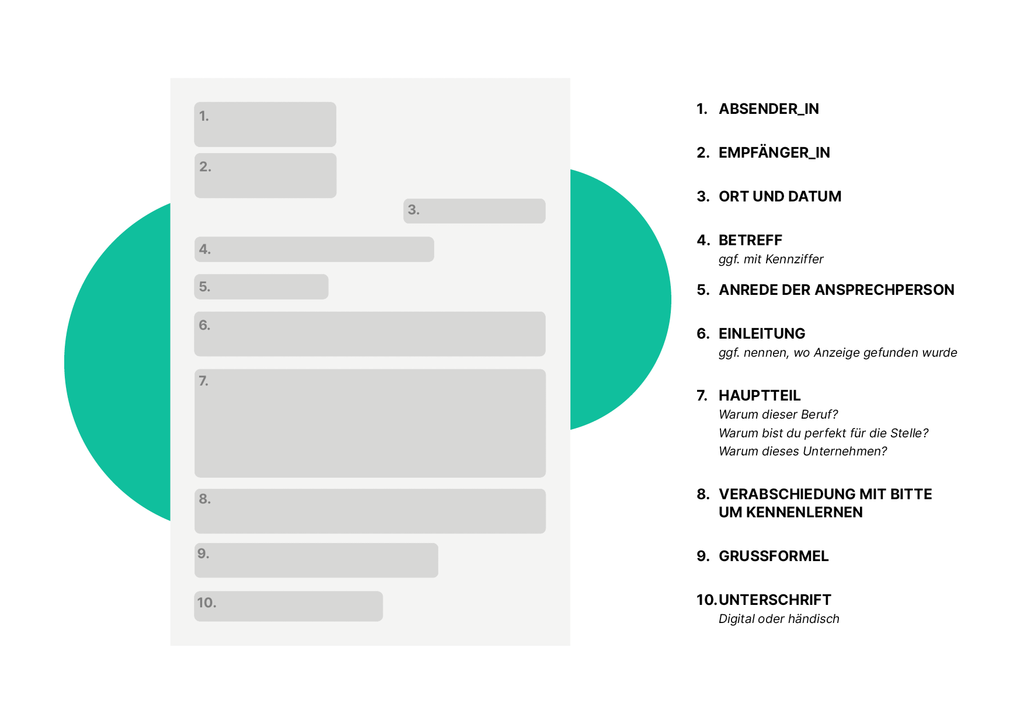 1.
2.
3.
4.
5.
6.
7.
8.
9.
10.
1. ABSENDER_IN
2. EMPFÄNGER_IN
3. ORT UND DATUM
4. BETREFF
ggf. mit Kennziffer
5. ANREDE DER ANSPRECHPERSON
6. EINLEITUNG
ggf. nennen, wo Anzeige gefunden wurde
7. HAUPTTEIL
Warum dieser Beruf?
Warum bist du perfekt für die Stelle?
Warum dieses Unternehmen?
8. VERABSCHIEDUNG MIT BITTE
UM KENNENLERNEN
9. GRUSSFORMEL
10. UNTERSCHRIFT
Digital oder händisch